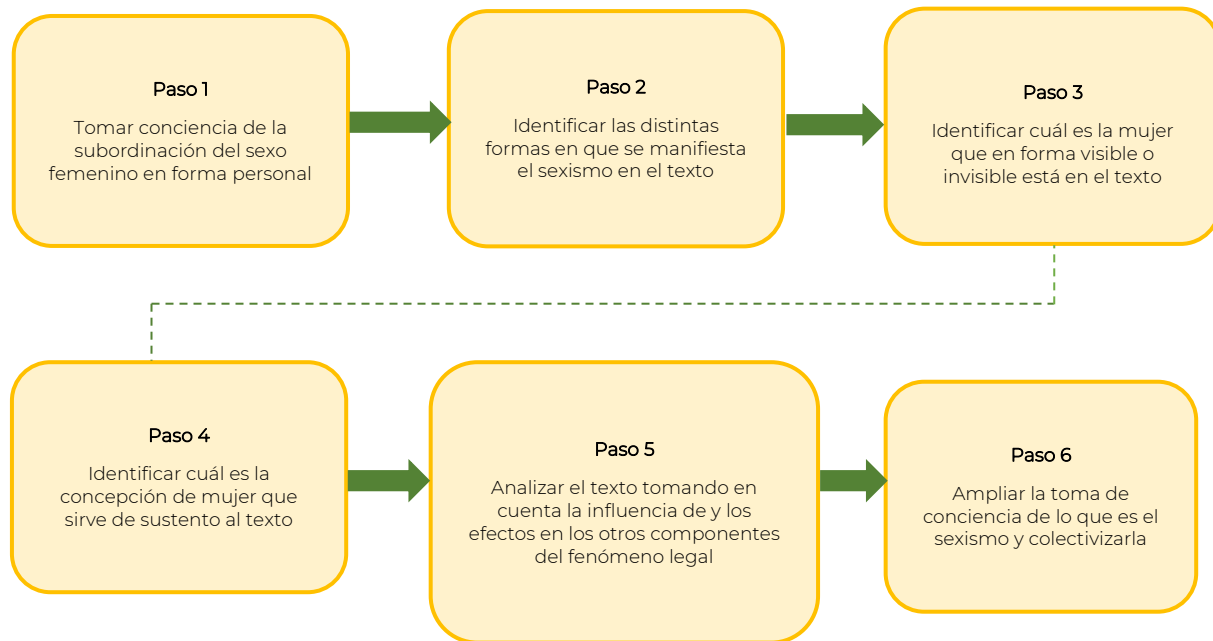 Paso 1
Tomar conciencia de la
subordinación del sexo
femenino en forma personal
Paso 2
Identificar las distintas
formas en que se manifiesta
el sexismo en el texto
Paso 3
Identificar cuál es la mujer
que en forma visible o
invisible está en el texto
Paso 4
Identificar cuál es la
concepción de mujer que
sirve de sustento al texto
Paso 5
Analizar el texto tomando en
cuenta la influencia de y los
efectos en los otros componentes
del fenómeno legal
Paso 6
Ampliar la toma de
conciencia de lo que es el
sexismo y colectivizarla